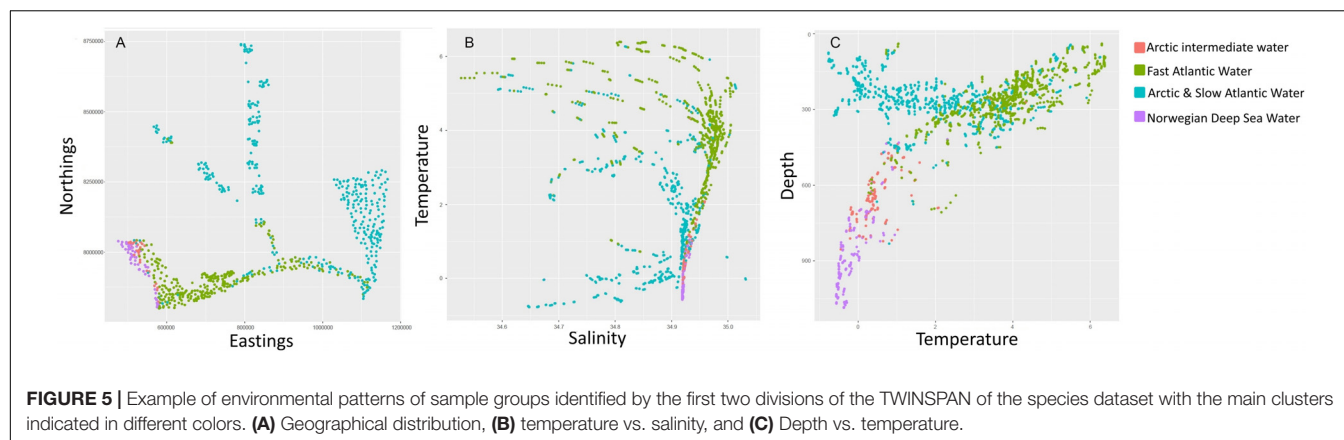 A
Northings
8750000
8500000
8250000
8000000
600000 800000 1000000 1200000
Eastings
B
Temperature
6
4
2
0
34.6 34.7 34.8 34.9 35.0
Salinity
C
Depth
0
300
600
900
0 2 4 6
Temperature
Arctic intermediate water
Fast Atlantic Water
Arctic & Slow Atlantic Water
Norwegian Deep Sea Water
FIGURE 5 | Example of environmental patterns of sample groups identified by the first two divisions of the TWINSPAN of the species dataset with the main clusters
indicated in different colors. (A) Geographical distribution, (B) temperature vs. salinity, and (C) Depth vs. temperature.